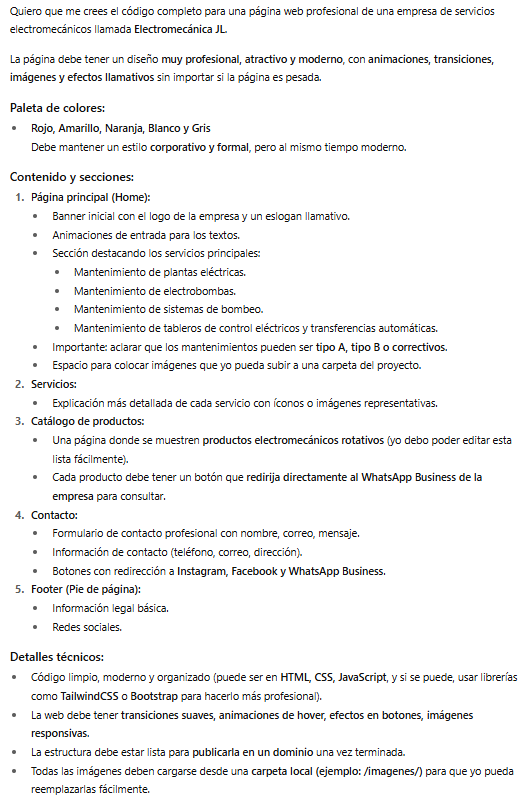 Quiero que me crees el código completo para una página web profesional de una empresa de servicios
electromecánicos llamada Electromecánica JL.
La página debe tener un diseño muy profesional, atractivo y moderno, con animaciones, transiciones,
imágenes y efectos llamativos sin importar si la página es pesada.
Paleta de colores:
• Rojo, Amarillo, Naranja, Blanco y Gris
Debe mantener un estilo corporativo y formal, pero al mismo tiempo moderno.
Contenido y secciones:
1. Página principal (Home):
• Banner inicial con el logo de la empresa y un eslogan llamativo.
• Animaciones de entrada para los textos.
• Sección destacando los servicios principales:
• Mantenimiento de plantas eléctricas.
• Mantenimiento de electrobombas.
• Mantenimiento de sistemas de bombeo.
• Mantenimiento de tableros de control eléctricos y transferencias automáticas.
• Importante: aclarar que los mantenimientos pueden ser tipo A, tipo B o correctivos.
• Espacio para colocar imágenes que yo pueda subir a una carpeta del proyecto.
2. Servicios:
• Explicación más detallada de cada servicio con íconos o imágenes representativas.
3. Catálogo de productos:
• Una página donde se muestren productos electromecánicos rotativos (yo debo poder editar esta
lista fácilmente).
• Cada producto debe tener un botón que redirija directamente al WhatsApp Business de la
empresa para consultar.
4. Contacto:
• Formulario de contacto profesional con nombre, correo, mensaje.
• Información de contacto (teléfono, correo, dirección).
• Botones con redirección a Instagram, Facebook y WhatsApp Business.
5. Footer (Pie de página):
• Información legal básica.
• Redes sociales.
Detalles técnicos:
• Código limpio, moderno y organizado (puede ser en HTML, CSS, JavaScript, y si se puede, usar librerías
como TailwindCSS o Bootstrap para hacerlo más profesional).
• La web debe tener transiciones suaves, animaciones de hover, efectos en botones, imágenes
responsivas.
• La estructura debe estar lista para publicarla en un dominio una vez terminada.
• Todas las imágenes deben cargarse desde una carpeta local (ejemplo: /imagenes/) para que yo pueda
reemplazarlas fácilmente.